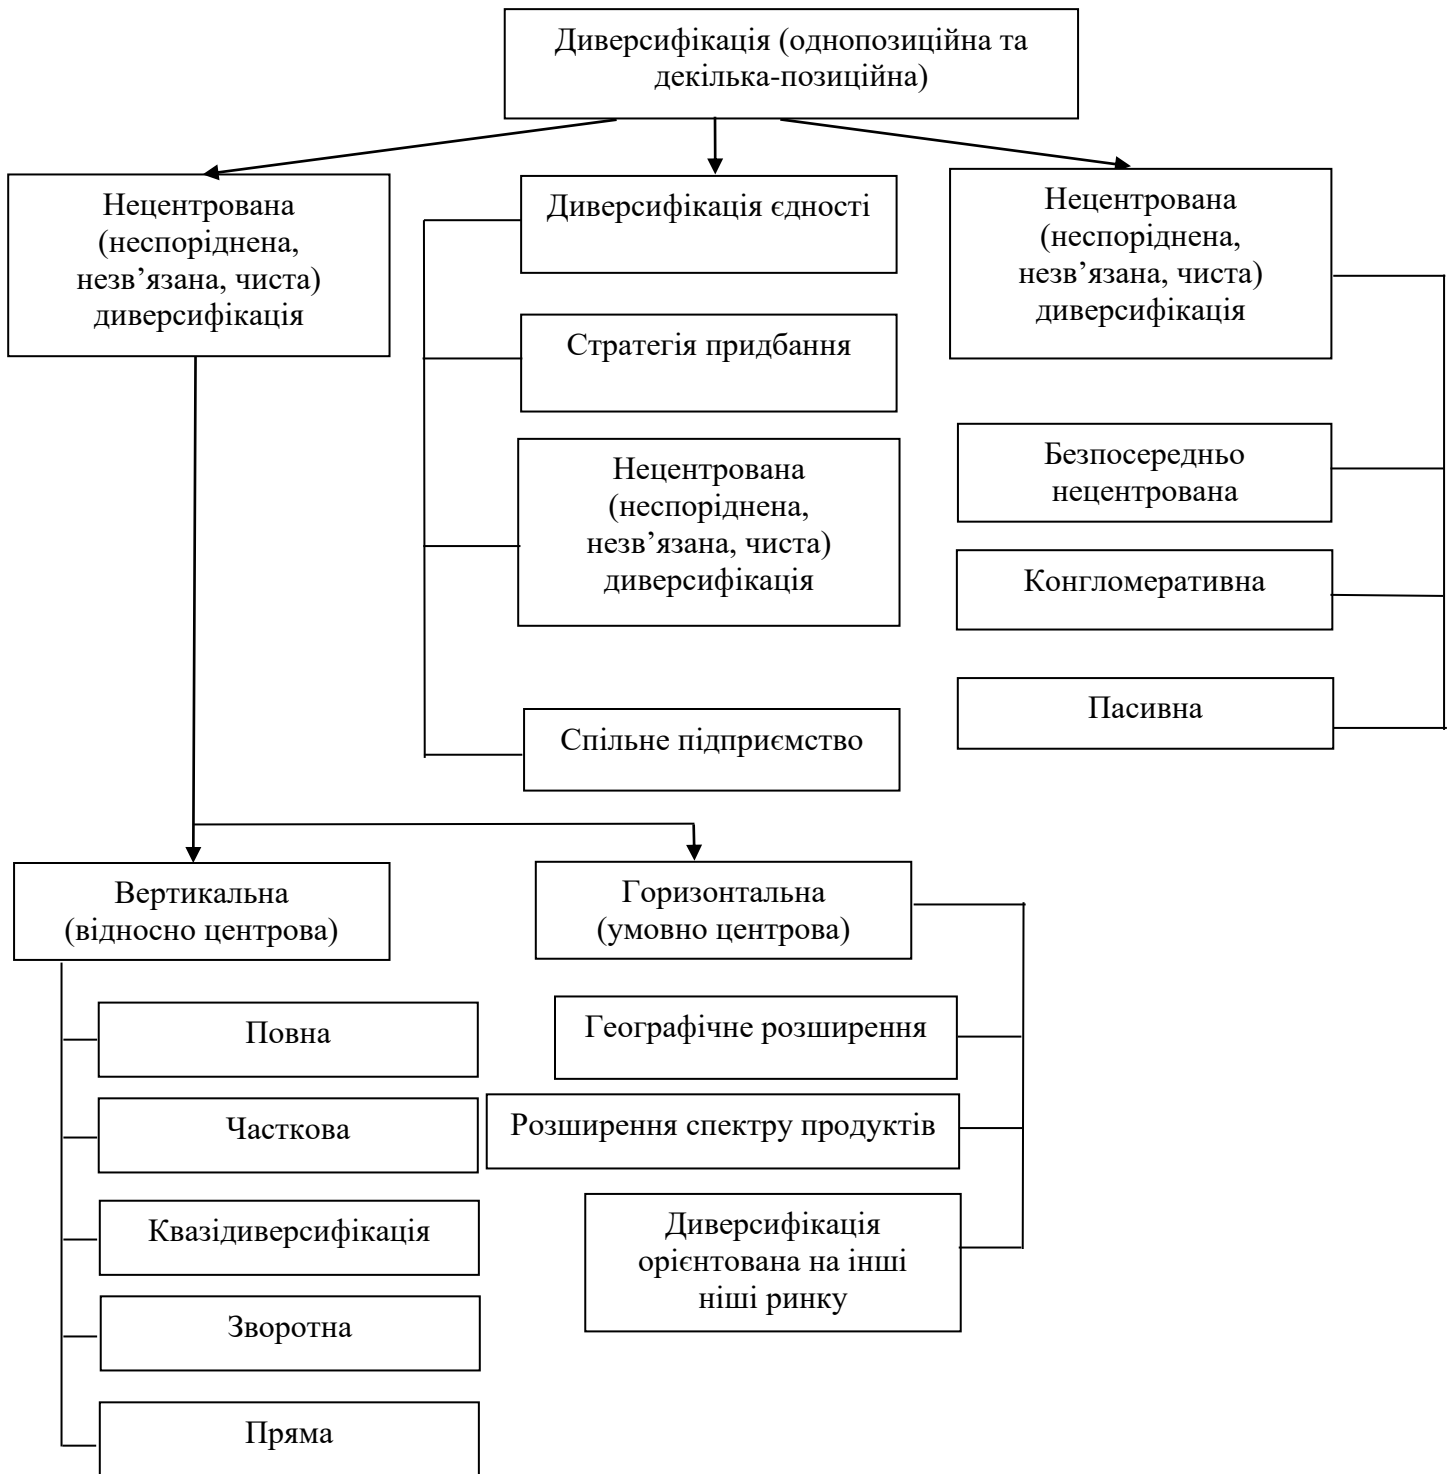 Диверсифікація (однопозиційна та
декілька-позиційна)
Нецентрована
(неспоріднена,
незв’язана, чиста)
диверсифікація
Диверсифікація єдності
Стратегія придбання
Нецентрована
(неспоріднена,
незв’язана, чиста)
диверсифікація
Спільне підприємство
Нецентрована
(неспоріднена,
незв’язана, чиста)
диверсифікація
Безпосередньо
нецентрована
Конгломеративна
Пасивна
Вертикальна
(відносно центрова)
Повна
Часткова
Квазідиверсифікація
Зворотна
Пряма
Горизонтальна
(умовно центрова)
Географічне розширення
Розширення спектру продуктів
Диверсифікація
орієнтована на інші
ніші ринку